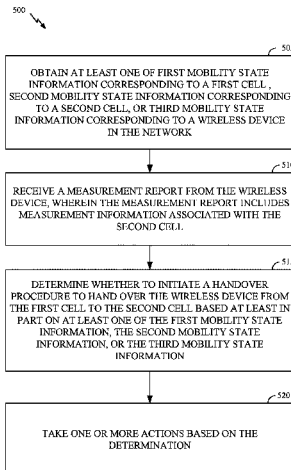 500
OBTAIN AT LEAST ONE OF FIRST MOBILITY STATE
INFORMATION CORRESPONDING TO A FIRST CELL ,
SECOND MOBILITY STATE INFORMATION CORRESPONDING
TO A SECOND CELL, OR THIRD MOBILITY STATE
INFORMATION CORRESPONDING TO A WIRELESS DEVICE
IN THE NETWORK
RECEIVE A MEASUREMENT REPORT FROM THE WIRELESS
DEVICE, WHEREIN THE MEASUREMENT REPORT INCLUDES
MEASUREMENT INFORMATION ASSOCIATED WITH THE
SECOND CELL
DETERMINE WHETHER TO INITIATE A HANDOVER
PROCEDURE TO HAND OVER THE WIRELESS DEVICE FROM
THE FIRST CELL TO THE SECOND CELL BASED AT LEAST IN
PART ON AT LEAST ONE OF THE FIRST MOBILITY STATE
INFORMATION, THE SECOND MOBILITY STATE
INFORMATION, OR THE THIRD MOBILITY STATE
INFORMATION
520
TAKE ONE OR MORE ACTIONS BASED ON THE
DETERMINATION